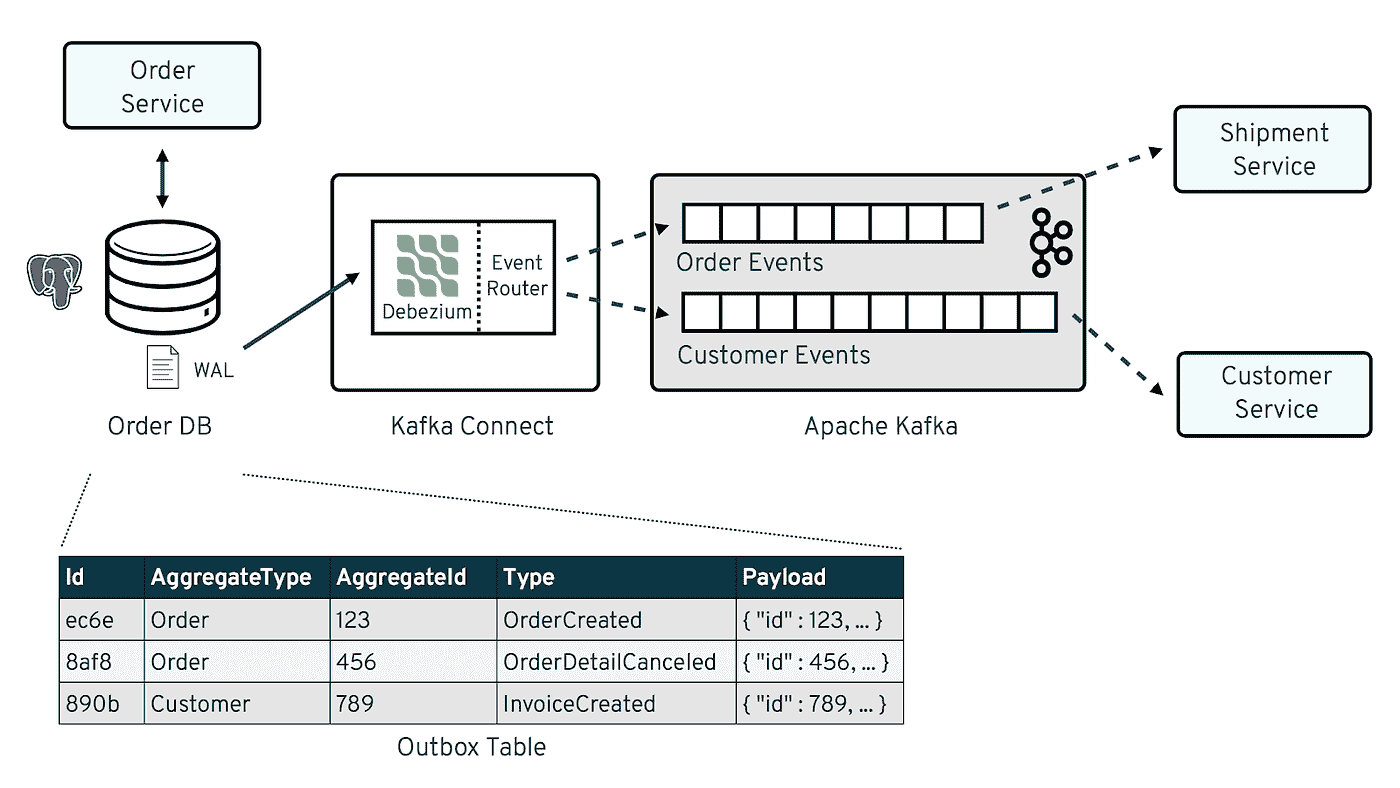 Order
Service
Shipment
Service
Event
Router
Debezium
Order Events
Customer Events
WAL
Customer
Service
Order DB
Kafka Connect
Apache Kafka
Id AggregateType AggregateId Type Payload
ec6e Order 123 OrderCreated { "id" : 123, ... }
8af8 Order 456 OrderDetailCanceled { "id" : 456, ... }
890b Customer 789 InvoiceCreated { "id" : 789, ... }
Outbox Table